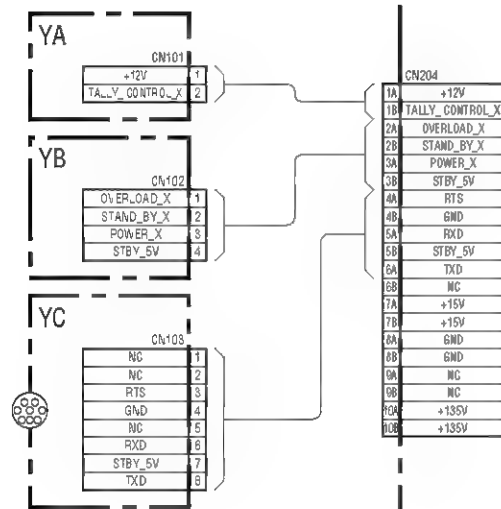 YA
CN101
+12V 1
TALLY_CONTROL_X 2
YB
CN102
OVERLOAD_X 1
STAND_BY_X 2
POWER_X 3
STBY_5V 4
YC
CN103
NC 1
NC 2
RTS 3
GND 4
NC 5
RXD 6
STBY_5V 7
TXD 8
CN204
1A +12V
1B TALLY_CONTROL_X
2A OVERLOAD_X
2B STAND_BY_X
3A POWER_X
3B STBY_5V
4A RTS
4B GND
5A RXD
5B STBY_5V
6A TXD
6B NC
7A +15V
7B +15V
8A GND
8B GND
9A NC
9B NC
10A +135V
10B +135V